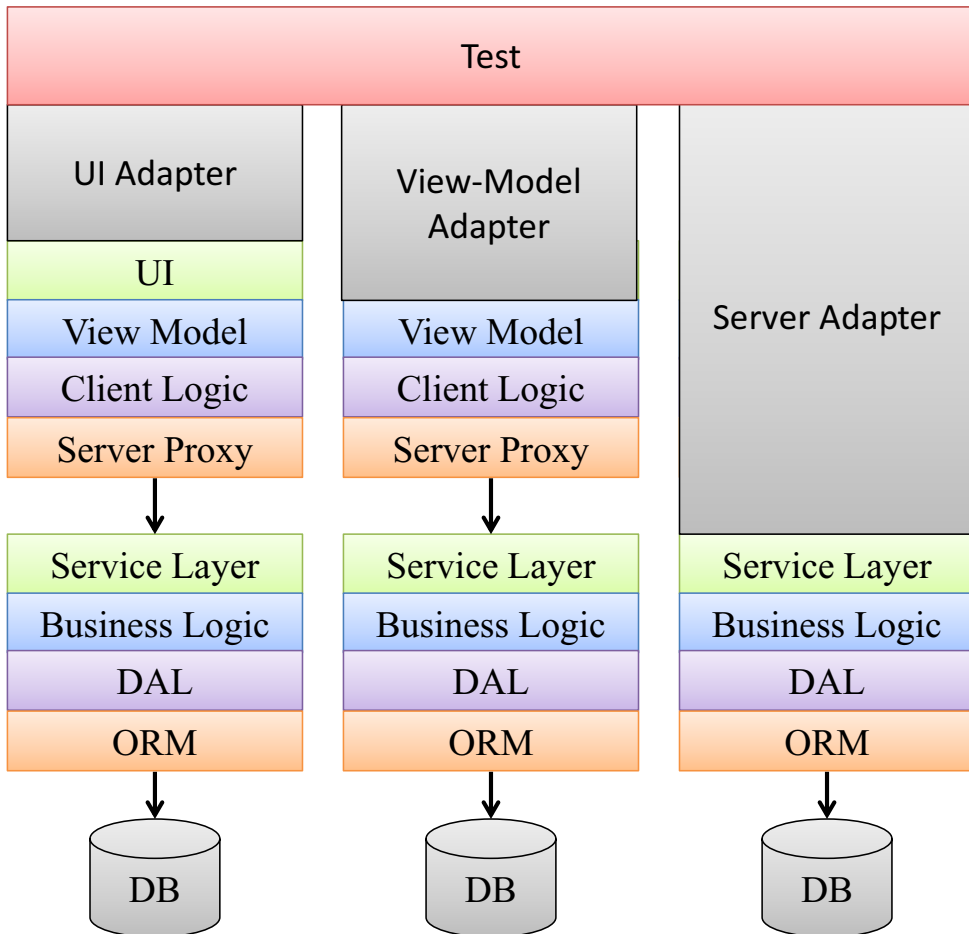 Test
UI Adapter
UI
View Model
Client Logic
Server Proxy
Service Layer
Business Logic
DAL
ORM
DB
View-Model
Adapter
View Model
Client Logic
Server Proxy
Service Layer
Business Logic
DAL
ORM
DB
Server Adapter
Service Layer
Business Logic
DAL
ORM
DB